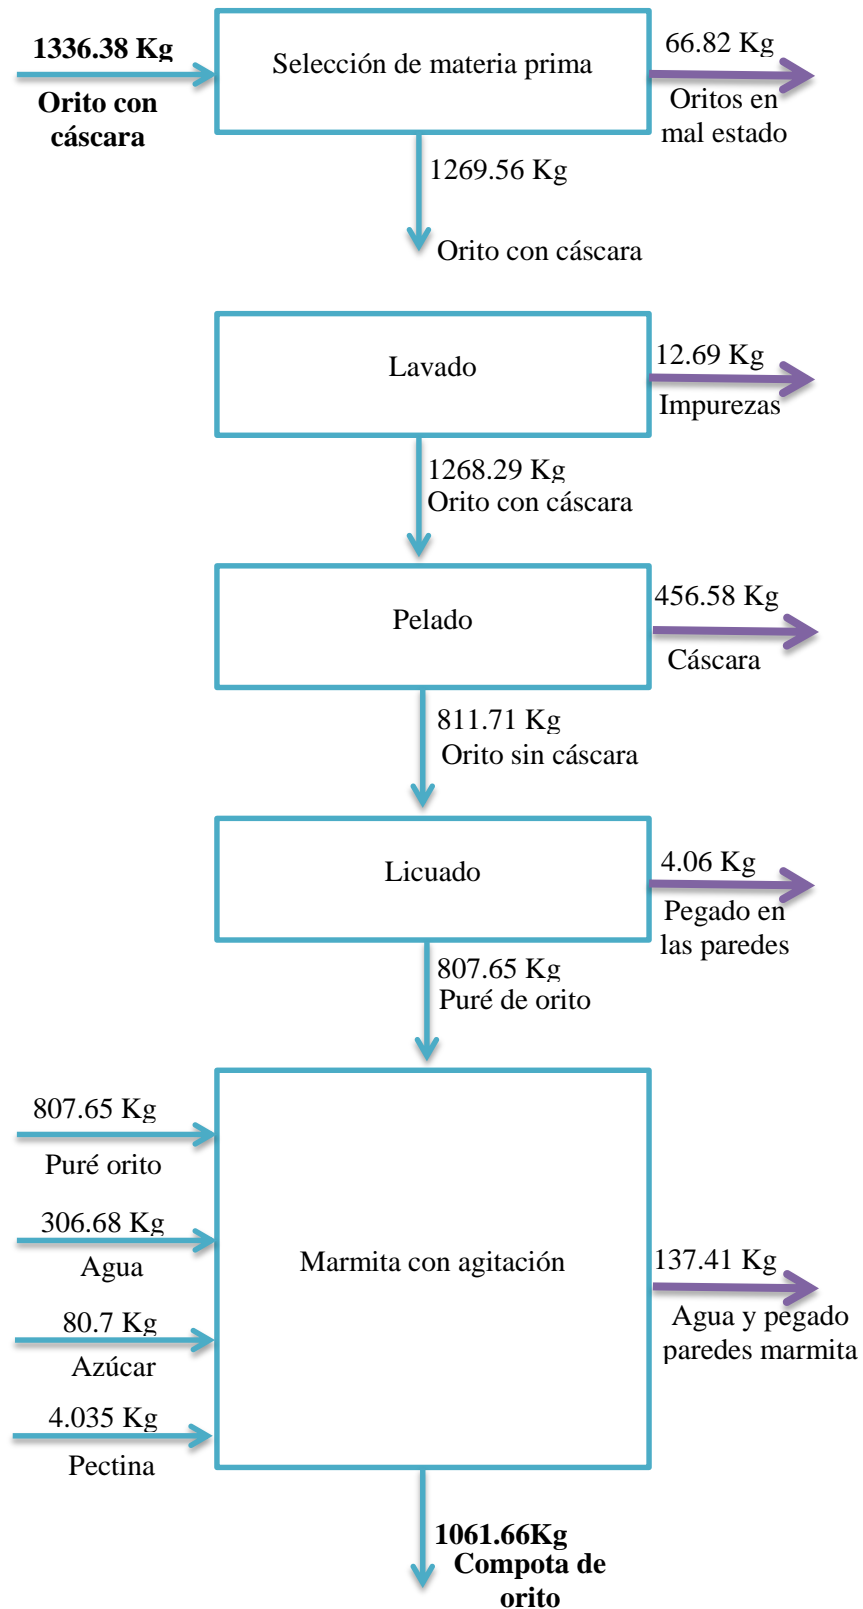 1336.38 Kg
Orito con
cáscara
Selección de materia prima
66.82 Kg
Oritos en
mal estado
1269.56 Kg
Orito con cáscara
Lavado
12.69 Kg
Impurezas
1268.29 Kg
Orito con cáscara
Pelado
456.58 Kg
Cáscara
811.71 Kg
Orito sin cáscara
Licuado
4.06 Kg
Pegado en
las paredes
807.65 Kg
Puré de orito
807.65 Kg
Puré orito
306.68 Kg
Agua
80.7 Kg
Azúcar
4.035 Kg
Pectina
Marmita con agitación
137.41 Kg
Agua y pegado
paredes marmita
1061.66Kg
Compota de
orito